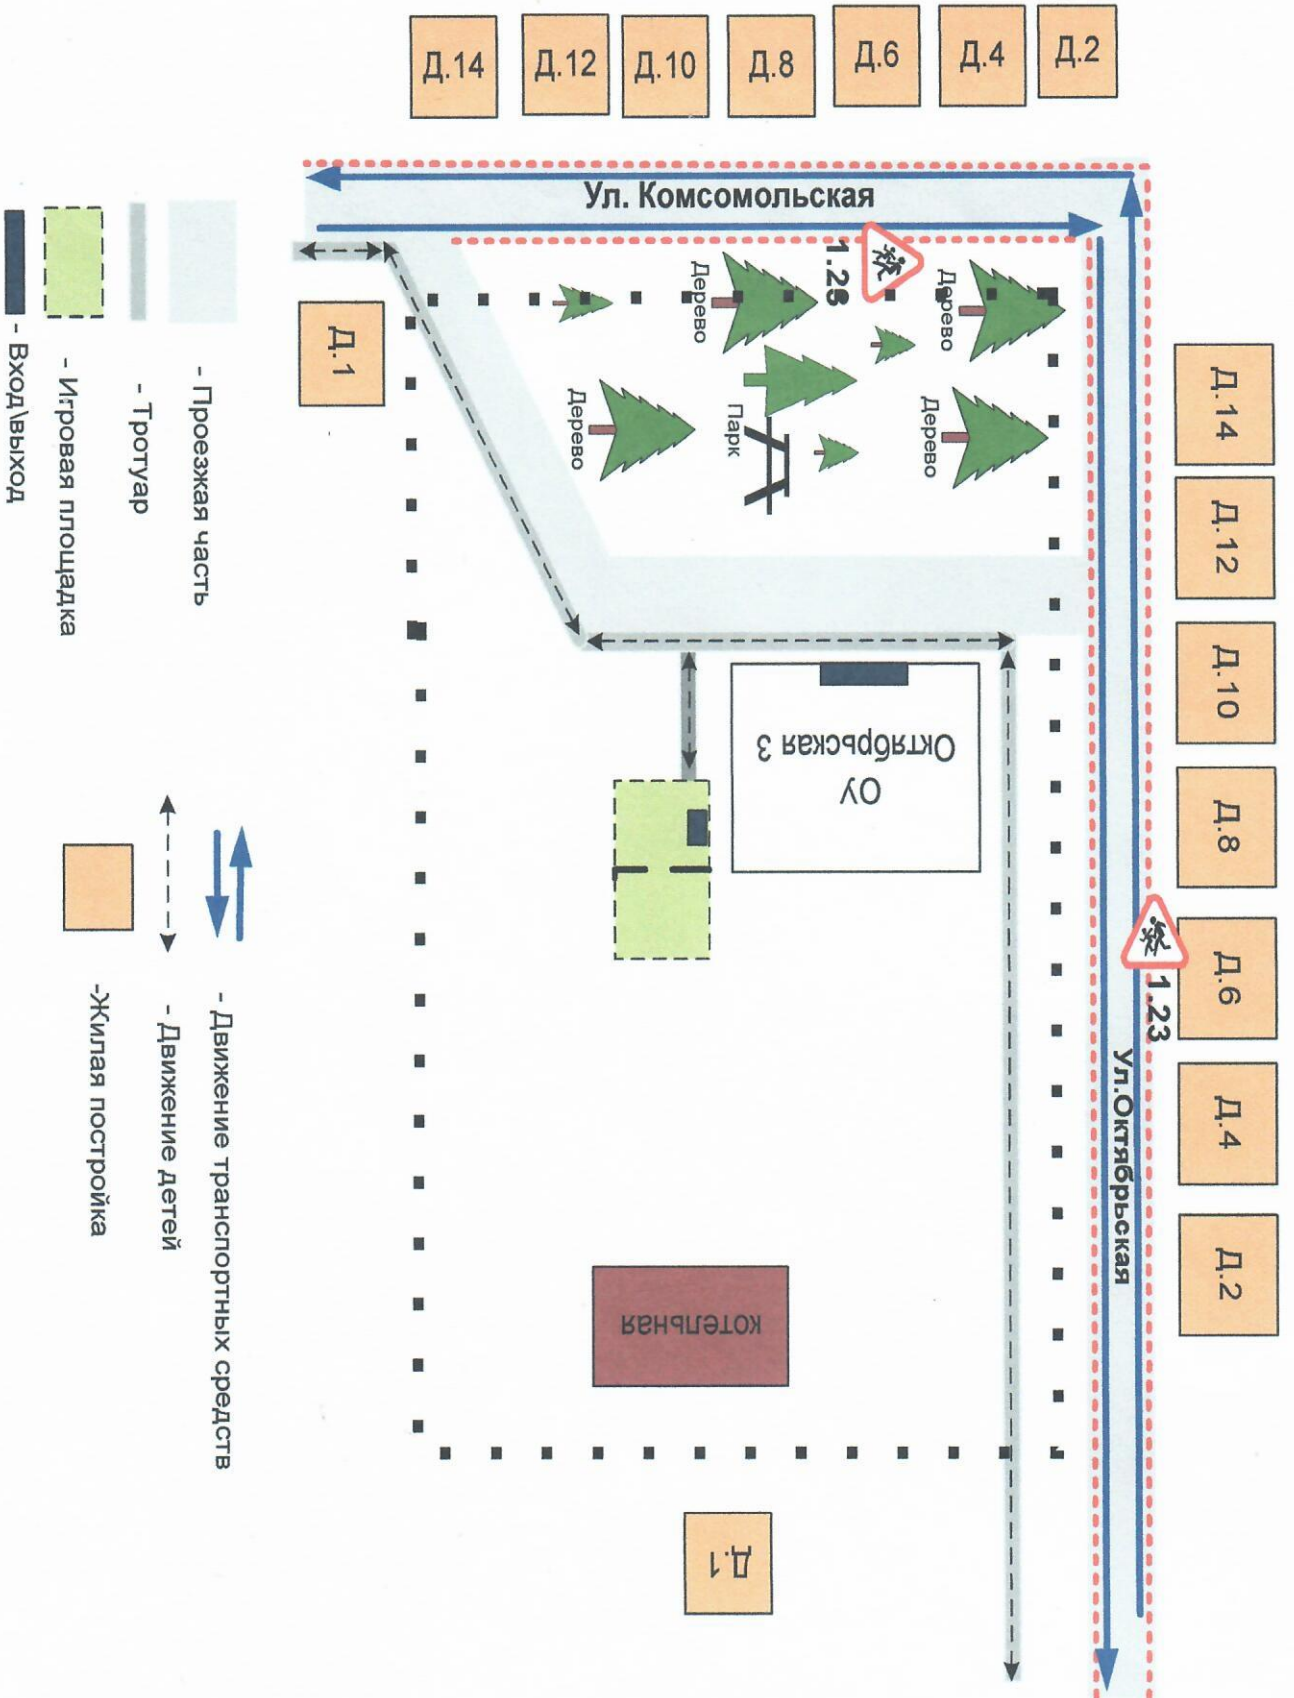 Д.14
Д.12
Д.10
Д.8
Д.6
Д.4
Д.2
Ул. Комсомольская
1.23
Дерево
Дерево
Дерево
Дерево
Парк
Д.1
Д.14
Д.12
Д.10
Д.8
Д.6
Д.4
Д.2
1.23
Ул.Октябрьская
ОУ
Октябрьская 3
котельная
Д.1
- Проезжая часть
- Тротуар
- Игровая площадка
- Вход\выход
- Движение транспортных средств
- Движение детей
-Жилая постройка